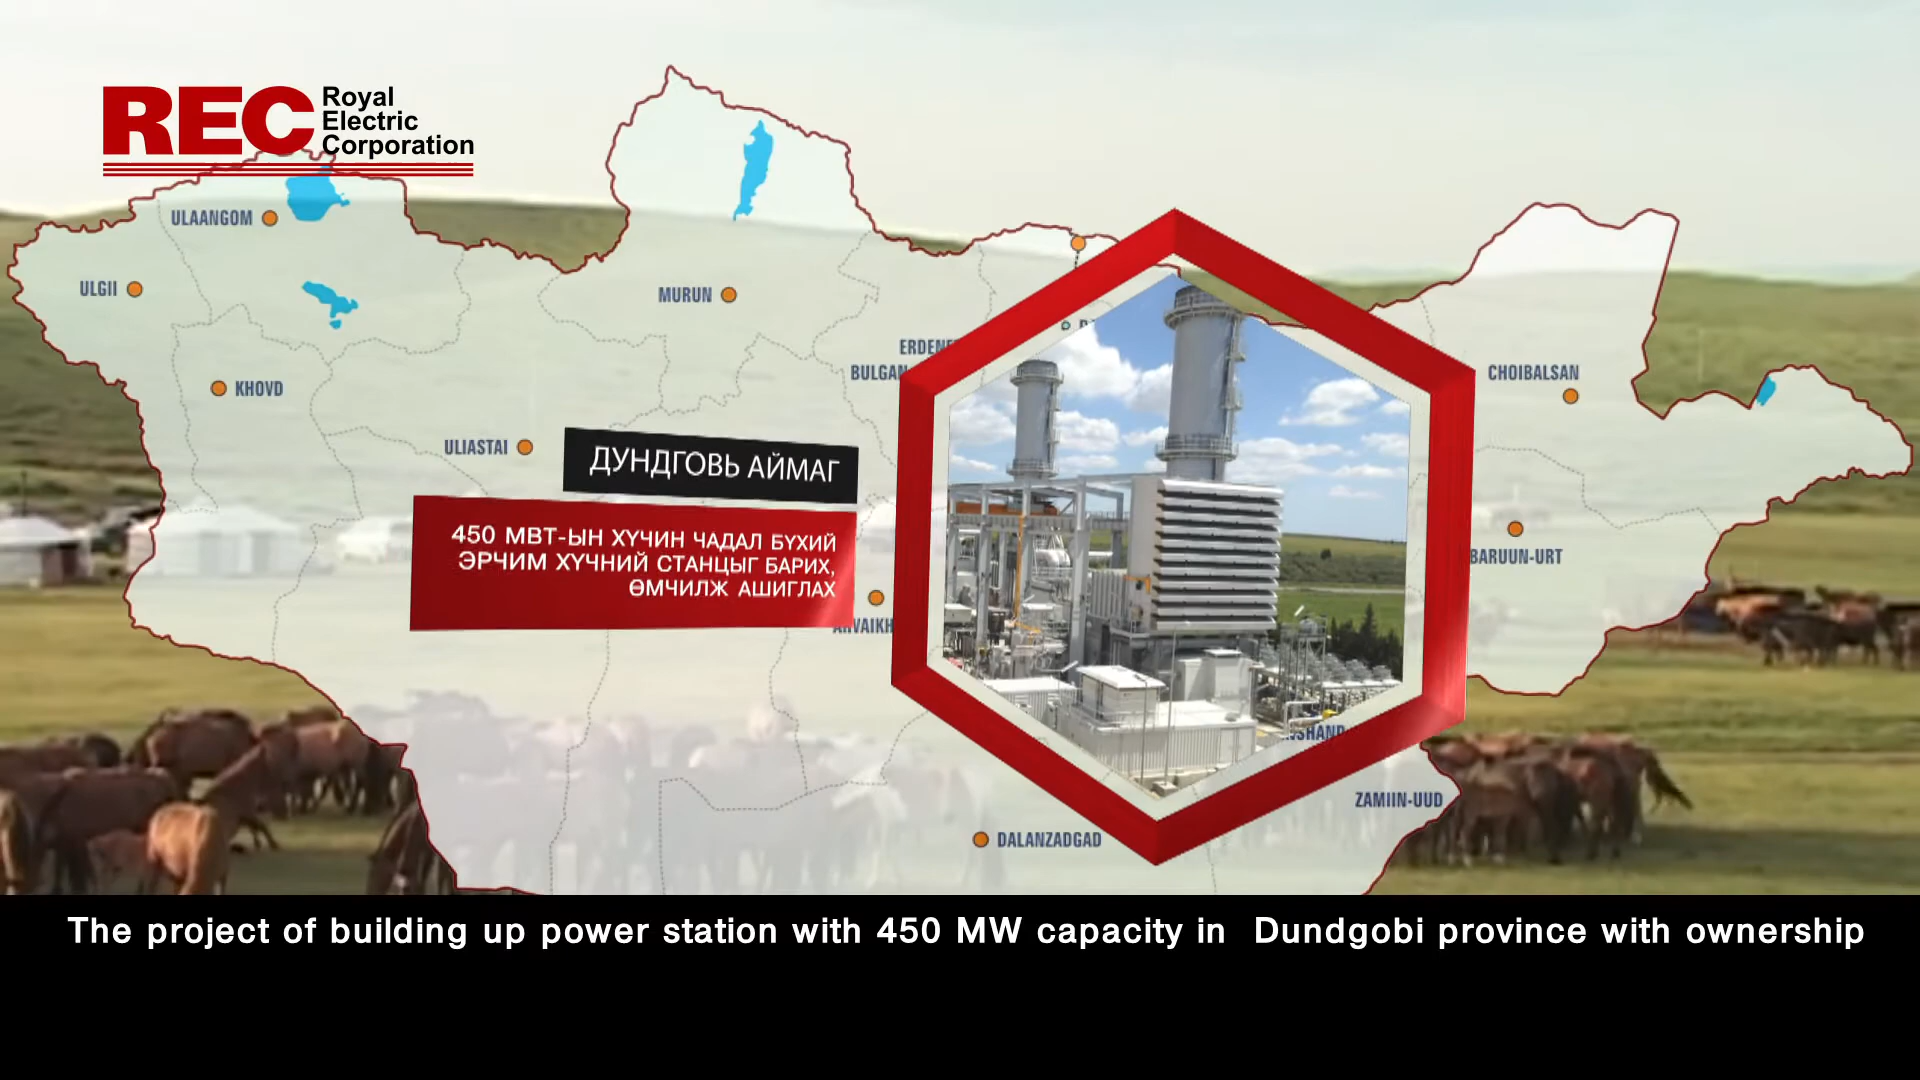 REC
Royal
Electric
Corporation
ULAANGOM
ULGII
MURUN
KHOVD
BULGAN
CHOIBALSAN
ULIASTAI
ДУНДГОВЬ АЙМАГ
450 МВТ-ЫН ХҮЧИН ЧАДАЛ БҮХИЙ
ЭРЧИМ ХҮЧНИЙ СТАНЦЫГ БАРИХ,
ӨМЧИЛЖ АШИГЛАХ
BARUUN-URT
ZAMIIN-UUD
DALANZADGAD
The project of building up power station with 450 MW capacity in Dundgobi province with ownership